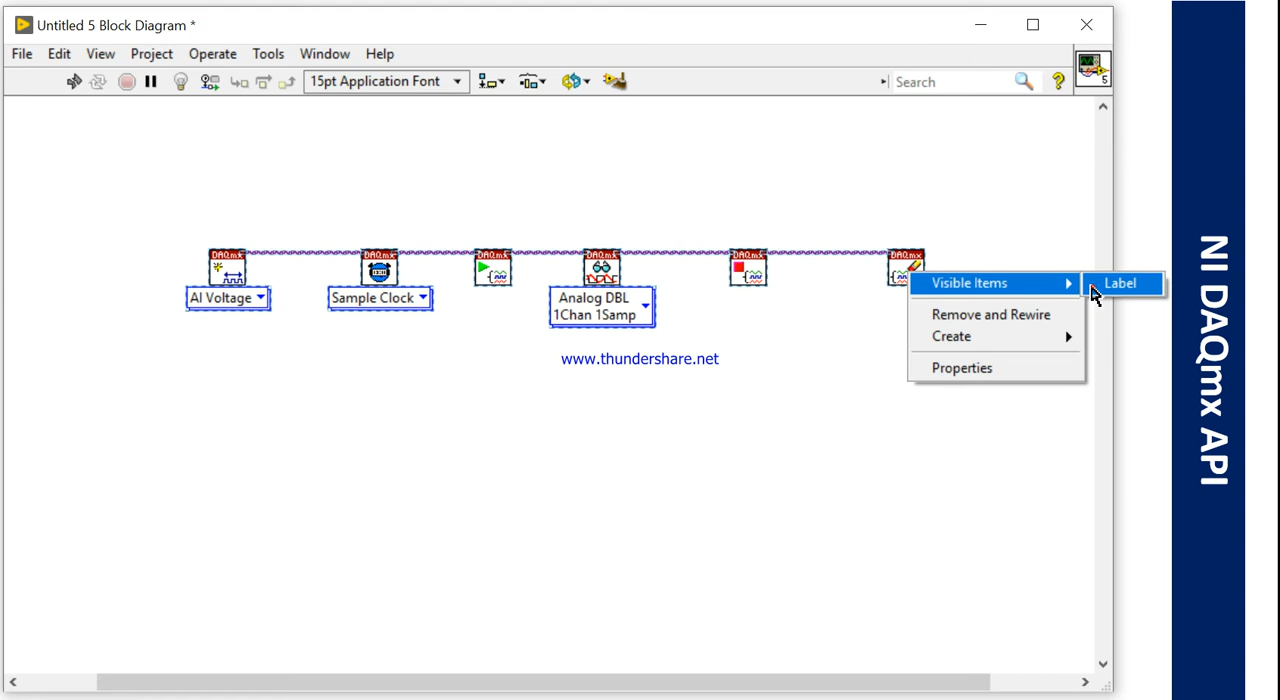 Untitled 5 Block Diagram *
File Edit View Project Operate Tools Window Help
15pt Application Font
Search
?
5
DAQmx DAQmx DAQmx DAQmx DAQmx DAQmx
AI Voltage
Sample Clock
Analog DBL
1Chan 1Samp
www.thundershare.net
Visible Items
Label
Remove and Rewire
Create
Properties
NI DAQmx API